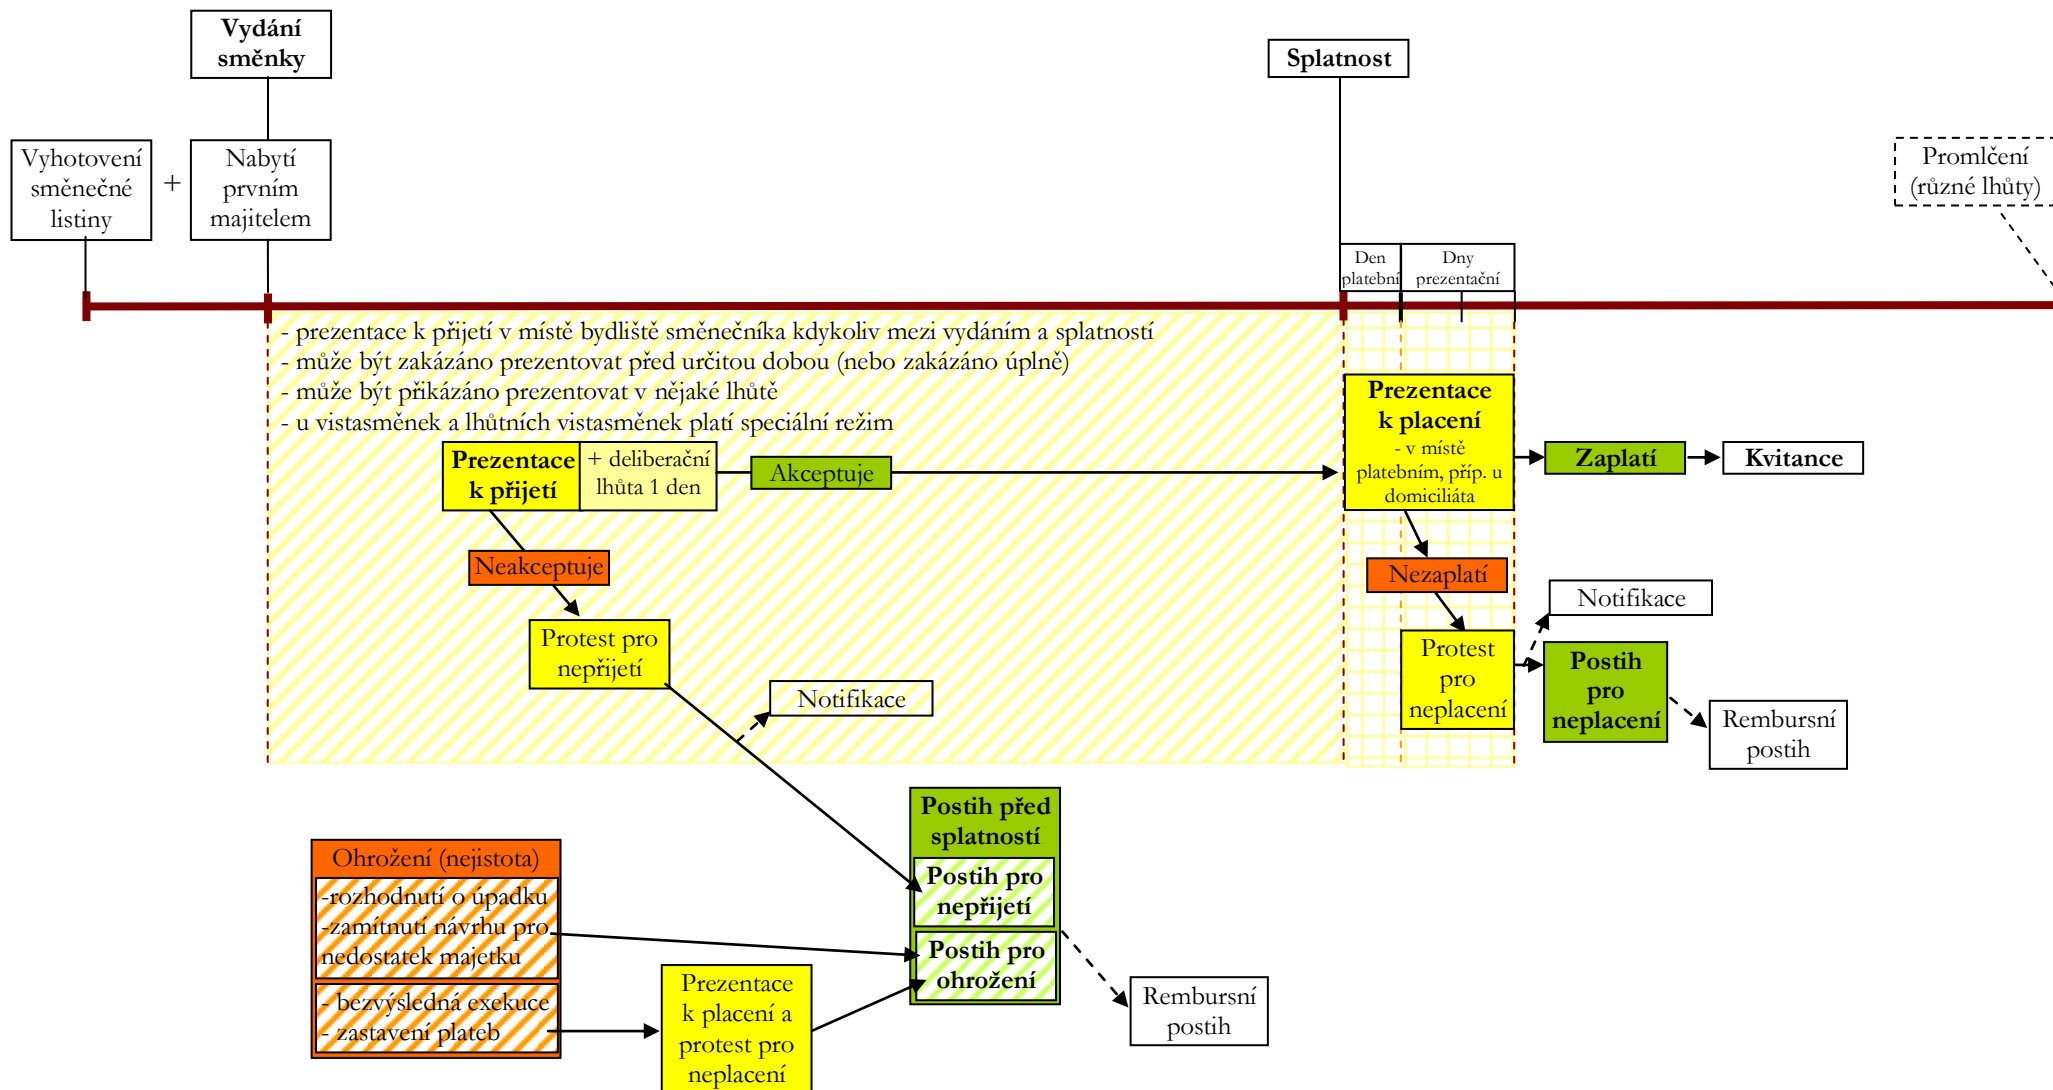 Vydání
směnky
Splatnost
Vyhotovení
směnečné
listiny
+
Nabytí
prvním
majitelem
Promlčení
(různé lhůty)
Den
platební
Dny
prezentační
- prezentace k přijetí v místě bydliště směnečníka kdykoliv mezi vydáním a splatností
- může být zakázáno prezentovat před určitou dobou (nebo zakázáno úplně)
- může být přikázáno prezentovat v nějaké lhůtě
- u vistasměnek a lhůtních vistasměnek platí speciální režim
Prezentace
k přijetí
+ deliberační
lhůta 1 den
Akceptuje
Prezentace
k placení
- v místě
platebním, příp. u
domiciliáta
Zaplatí
Kvitance
Neakceptuje
Nezaplatí
Notifikace
Protest pro
nepřijetí
Protest
pro
neplacení
Postih
pro
neplacení
Notifikace
Rembursní
postih
Postih před
splatností
Postih pro
nepřijetí
Postih pro
ohrožení
Ohrožení (nejistota)
-rozhodnutí o úpadku
-zamítnutí návrhu pro
nedostatek majetku
- bezvýsledná exekuce
- zastavení plateb
Prezentace
k placení a
protest pro
neplacení
Rembursní
postih